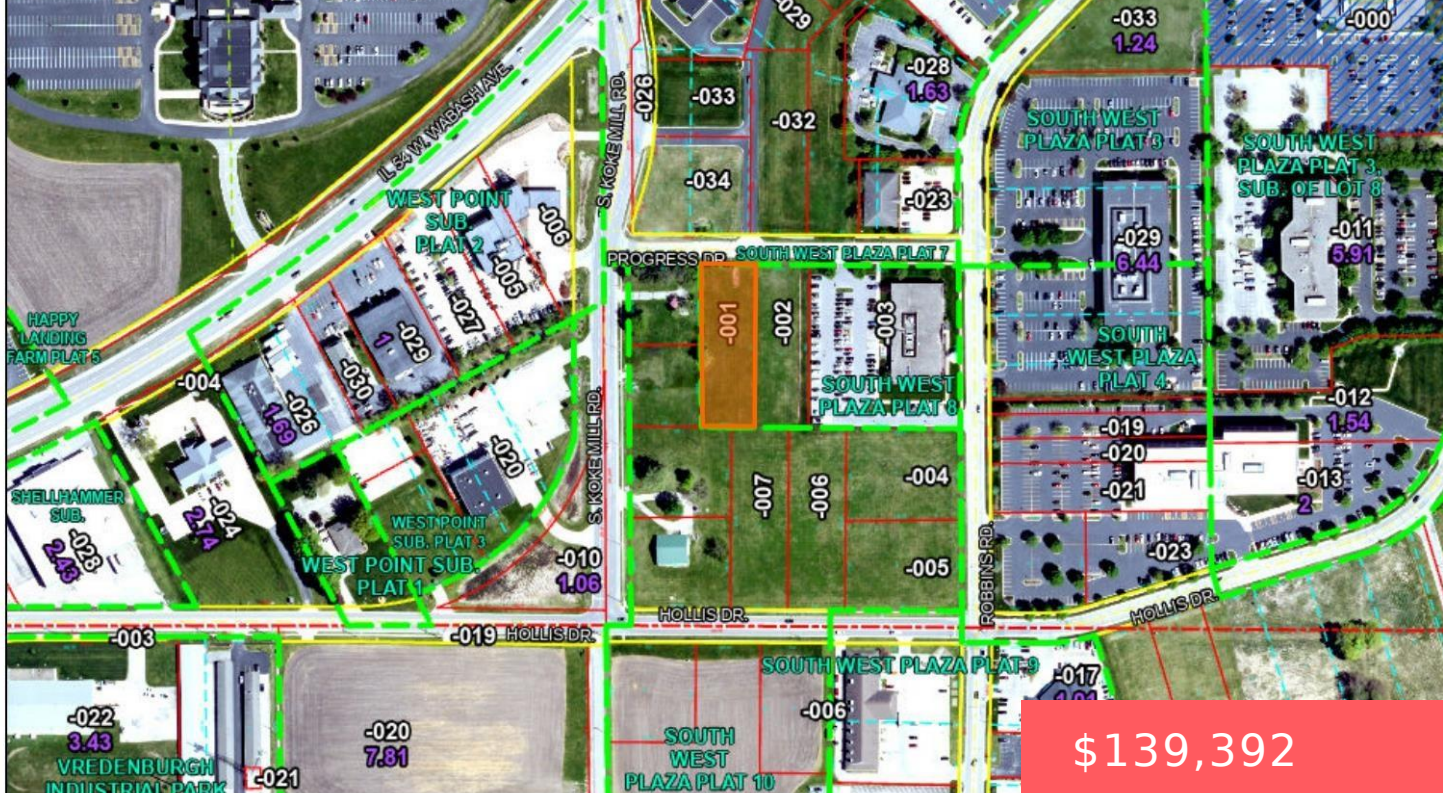 -029
-033
1.24
-000
-028
1.63
-026
-033
-032
IL 54 W. WABASH AVE.
S. KOKE MILL RD.
SOUTH WEST
PLAZA PLAT 3
SOUTH WEST
PLAZA PLAT 3,
SUB. OF LOT 8
-034
-023
WEST POINT
SUB.
PLAT 2
-006
-005
-029
6.44
-011
5.91
PROGRESS DR.
SOUTH WEST PLAZA PLAT 7
HAPPY
LANDING
FARM PLAT 5
-027
-029
1
-030
-001
-002
-003
SOUTH
WEST PLAZA
PLAT 4
-004
-026
1.69
SOUTH WEST
PLAZA PLAT 8
S. KOKE MILL RD.
-012
1.54
-019
-020
-021
-020
-004
-007
-006
-013
2
SHELLHAMMER
SUB.
-028
2.43
-024
2.74
WEST POINT
SUB. PLAT 3
WEST POINT SUB.
PLAT 1
-010
1.06
-005
-023
ROBBINS RD.
HOLLIS DR.
HOLLIS DR.
-003
-019
HOLLIS DR.
SOUTH WEST PLAZA PLAT 9
-017
-022
3.43
-020
7.81
-006
VREDENBURGH
INDUSTRIAL PARK
-021
SOUTH
WEST
PLAZA PLAT 10
$139,392